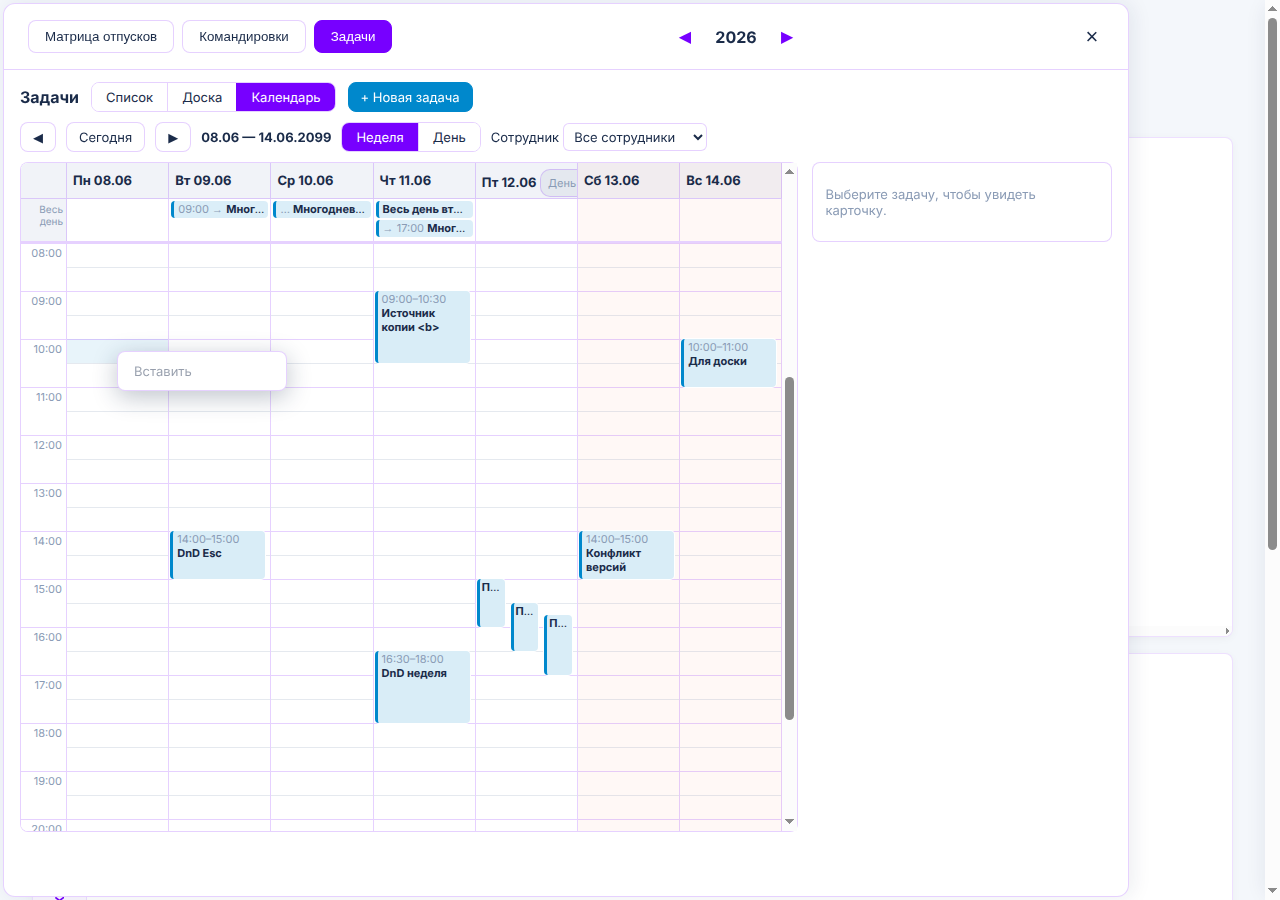 Матрица отпусков
Командировки
Задачи
◀ 2026 ▶
×
Задачи
Список
Доска
Календарь
+ Новая задача
◀
Сегодня
▶
08.06 — 14.06.2099
Неделя
День
Сотрудник
Все сотрудники
Пн 08.06
Вт 09.06
Ср 10.06
Чт 11.06
Пт 12.06
День
Сб 13.06
Вс 14.06
Весь
день
09:00 → Мног...
... Многоднев...
Весь день вт...
→ 17:00 Мног...
08:00
09:00
10:00
11:00
12:00
13:00
14:00
15:00
16:00
17:00
18:00
19:00
20:00
09:00–10:30
Источник
копии <b>
10:00–11:00
Для доски
Вставить
14:00–15:00
DnD Esc
14:00–15:00
Конфликт
версий
П...
П...
П...
16:30–18:00
DnD неделя
Выберите задачу, чтобы увидеть
карточку.